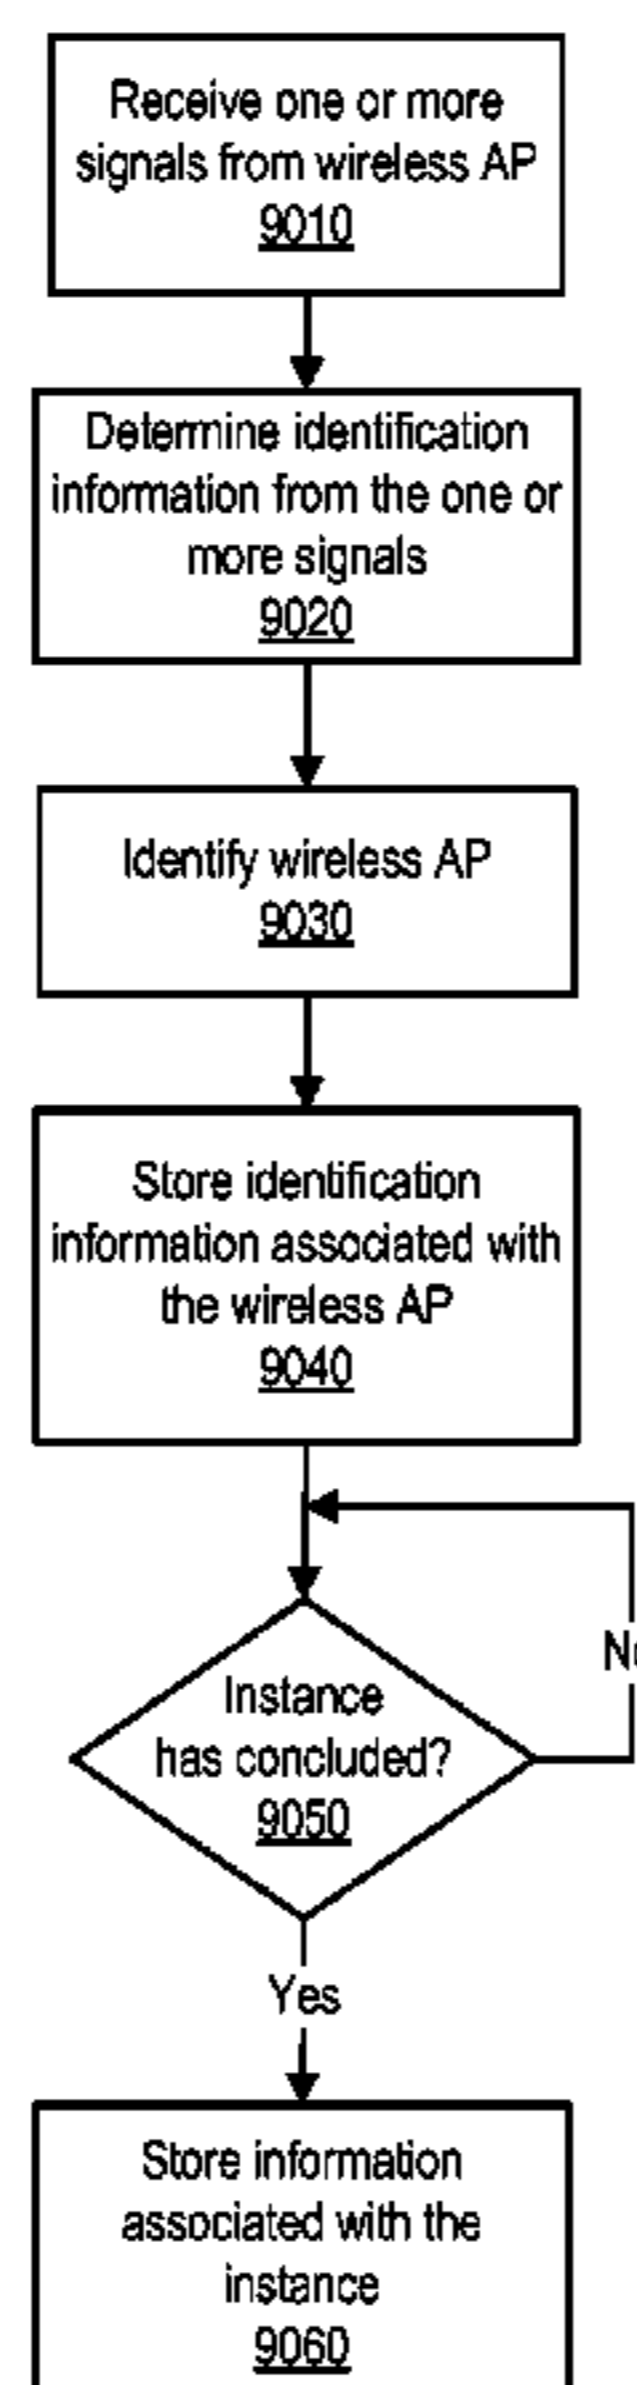 Receive one or more
signals from wireless AP
9010
Determine identification
information from the one or
more signals
9020
Identify wireless AP
9030
Store identification
information associated with
the wireless AP
9040
Instance
has concluded?
9050
Yes
Store information
associated with the
instance
9060